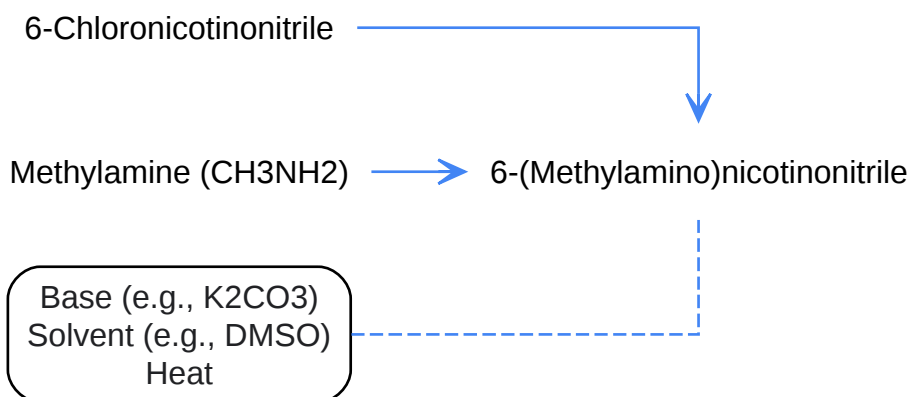 6-Chloronicotinonitrile
Methylamine (CH3NH2)
6-(Methylamino)nicotinonitrile
Base (e.g., K2CO3)
Solvent (e.g., DMSO)
Heat